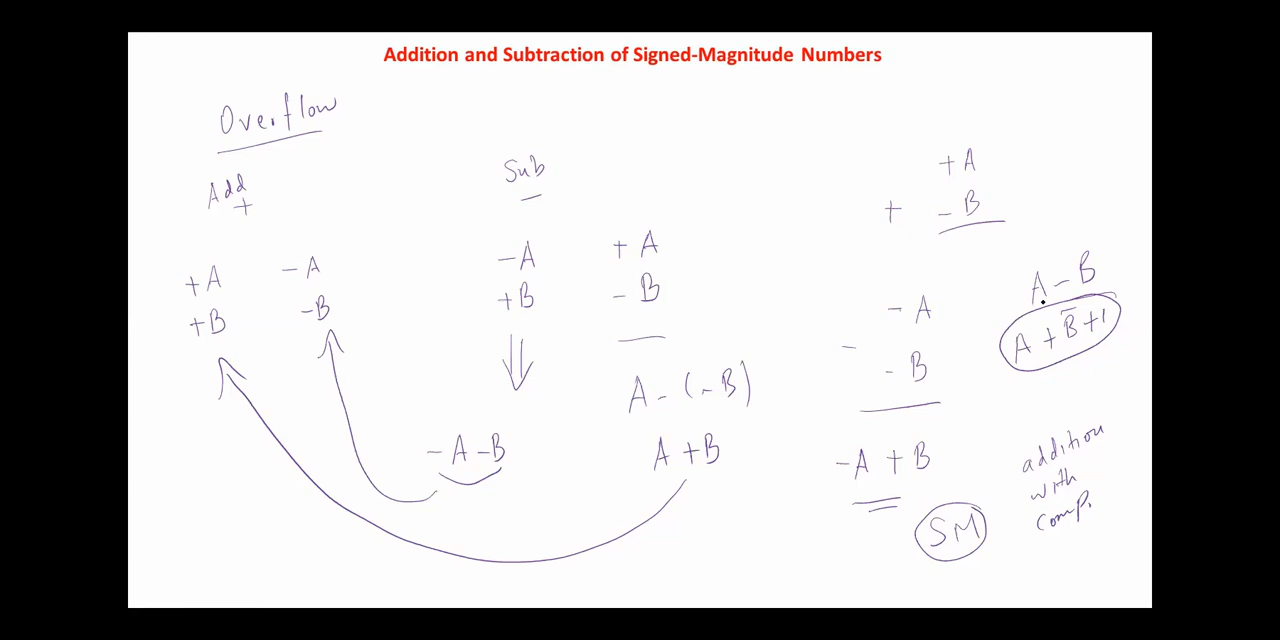 Addition and Subtraction of Signed-Magnitude Numbers
Overflow
Add
+
+A
+B
-A
-B
Sub
-A
+B
-A -B
+A
-B
A - (-B)
A +B
+A
+ -B
-A
- -B
-A + B
SM
A - B
A + B̅ + 1
addition
with
comp.